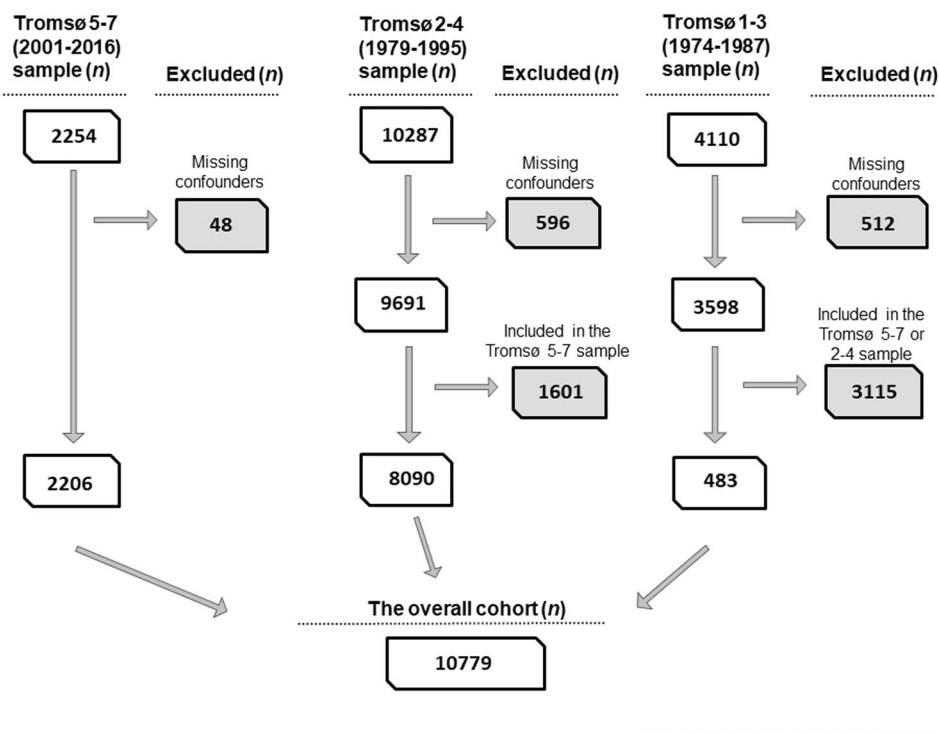 Tromsø 5-7
(2001-2016)
sample (n)
Excluded (n)
2254
Missing
confounders
48
2206
Tromsø 2-4
(1979-1995)
sample (n)
Excluded (n)
10287
Missing
confounders
596
9691
Included in the
Tromsø 5-7 sample
1601
8090
Tromsø 1-3
(1974-1987)
sample (n)
Excluded (n)
4110
Missing
confounders
512
3598
Included in the
Tromsø 5-7 or
2-4 sample
3115
483
The overall cohort (n)
10779